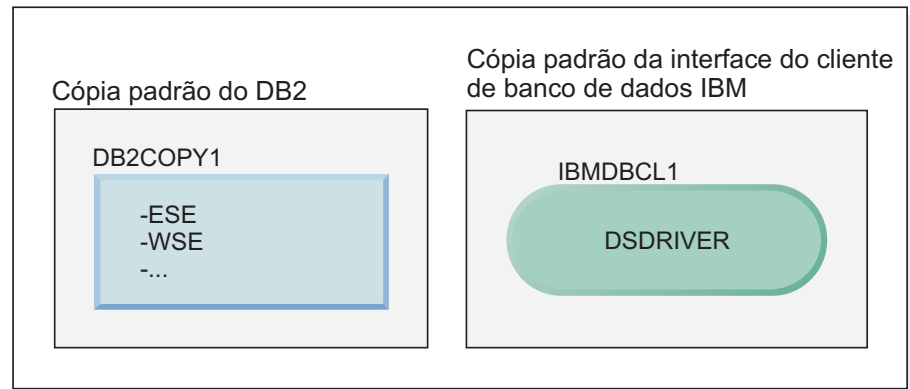 Cópia padrão do DB2
DB2COPY1
-ESE
-WSE
-...
Cópia padrão da interface do cliente
de banco de dados IBM
IBMDBCL1
DSDRIVER